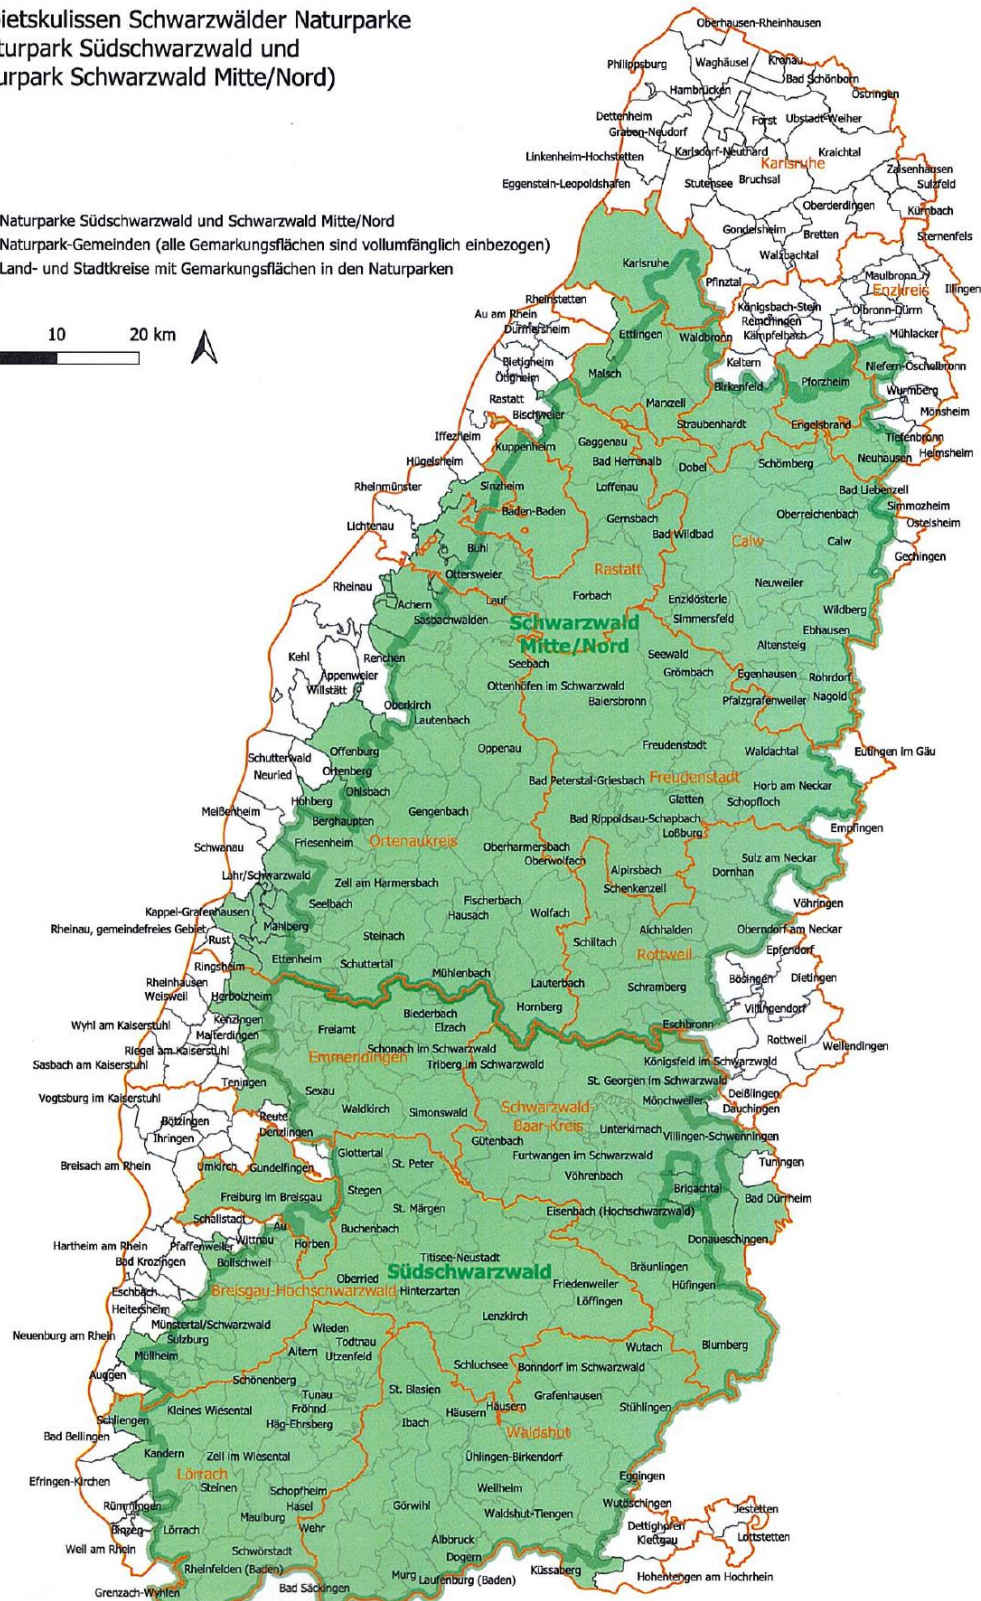 ietskulissen Schwarzwälder Naturparke
turpark Südschwarzwald und
urpark Schwarzwald Mitte/Nord)
Naturparke Südschwarzwald und Schwarzwald Mitte/Nord
Naturpark-Gemeinden (alle Gemarkungsflächen sind vollumfänglich einbezogen)
Land- und Stadtkreise mit Gemarkungsflächen in den Naturparken
10 20 km
Oberhausen-Rheinhausen
Philippsburg
Waghäusel
Kronau
Bad Schönborn
Hambrücken
Östringen
Dettenheim
Forst
Ubstadt-Weiher
Graben-Neudorf
Karlsdorf-Neuthard
Kraichtal
Linkenheim-Hochstetten
Karlsruhe
Zaisenhausen
Eggenstein-Leopoldshafen
Stutensee
Bruchsal
Sulzfeld
Oberderdingen
Kürnbach
Gondelsheim
Bretten
Sternenfels
Walzbachtal
Karlsruhe
Maulbronn
Pfinztal
Enzkreis
Illingen
Rheinstetten
Königsbach-Stein
Ölbronn-Dürrn
Au am Rhein
Remchingen
Durmersheim
Ettlingen
Waldbronn
Kämpfelbach
Mühlacker
Bietigheim
Keltern
Niefern-Öschelbronn
Ötigheim
Malsch
Birkenfeld
Pforzheim
Wurmberg
Rastatt
Marxzell
Mönsheim
Bischweier
Straubenhardt
Engelsbrand
Iffezheim
Kuppenheim
Gaggenau
Tiefenbronn
Heimsheim
Hügelsheim
Bad Herrenalb
Dobel
Schömberg
Neuhausen
Rheinmünster
Sinzheim
Loffenau
Bad Liebenzell
Simmozheim
Baden-Baden
Gernsbach
Oberreichenbach
Ostelsheim
Lichtenau
Bad Wildbad
Calw
Calw
Bühl
Gechingen
Ottersweier
Rastatt
Neuweiler
Rheinau
Forbach
Lauf
Enzklösterle
Achern
Wildberg
Sasbachwalden
Schwarzwald
Mitte/Nord
Simmersfeld
Ebhausen
Altensteig
Kehl
Renchen
Seebach
Seewald
Appenweier
Grömbach
Egenhausen
Rohrdorf
Willstätt
Ottenhöfen im Schwarzwald
Baiersbronn
Pfalzgrafenweiler
Nagold
Oberkirch
Lautenbach
Offenburg
Oppenau
Freudenstadt
Waldachtal
Eutingen im Gäu
Schutterwald
Ortenberg
Neuried
Bad Peterstal-Griesbach
Freudenstadt
Horb am Neckar
Ohlsbach
Hohberg
Glatten
Schopfloch
Meißenheim
Gengenbach
Berghaupten
Bad Rippoldsau-Schapbach
Loßburg
Empfingen
Schwanau
Friesenheim
Ortenaukreis
Oberharmersbach
Oberwolfach
Sulz am Neckar
Lahr/Schwarzwald
Alpirsbach
Dornhan
Zell am Harmersbach
Schenkenzell
Kappel-Grafenhausen
Seelbach
Fischerbach
Vöhringen
Hausach
Wolfach
Rheinau, gemeindefreies Gebiet
Mahlberg
Aichhalden
Oberndorf am Neckar
Rust
Steinach
Schiltach
Rottweil
Epfendorf
Ringsheim
Ettenheim
Schuttertal
Mühlenbach
Bösingen
Dietingen
Rheinhausen
Lauterbach
Schramberg
Weisweil
Herbolzheim
Hornberg
Villingendorf
Wyhl am Kaiserstuhl
Kenzingen
Freiamt
Biederbach
Elzach
Eschbronn
Malterdingen
Rottweil
Wellendingen
Riegel am Kaiserstuhl
Emmendingen
Schonach im Schwarzwald
Sasbach am Kaiserstuhl
Triberg im Schwarzwald
Königsfeld im Schwarzwald
Teningen
Sexau
St. Georgen im Schwarzwald
Deißlingen
Vogtsburg im Kaiserstuhl
Waldkirch
Simonswald
Schwarzwald-
Baar-Kreis
Mönchweiler
Dauchingen
Bötzingen
Reute
Ihringen
Denzlingen
Gütenbach
Unterkirnach
Villingen-Schwenningen
Breisach am Rhein
Umkirch
Gundelfingen
Glottertal
St. Peter
Furtwangen im Schwarzwald
Tuningen
Vöhrenbach
Freiburg im Breisgau
Stegen
Brigachtal
Bad Dürrheim
St. Märgen
Eisenbach (Hochschwarzwald)
Schallstadt
Au
Buchenbach
Hartheim am Rhein
Pfaffenweiler
Wittnau
Horben
Donaueschingen
Bad Krozingen
Bollschweil
Titisee-Neustadt
Bräunlingen
Eschbach
Oberried
Südschwarzwald
Friedenweiler
Hüfingen
Breisgau-Hochschwarzwald
Hinterzarten
Löffingen
Heitersheim
Münstertal/Schwarzwald
Wieden
Lenzkirch
Neuenburg am Rhein
Sulzburg
Todtnau
Wutach
Blumberg
Müllheim
Aitern
Utzenfeld
Schluchsee
Bonndorf im Schwarzwald
Auggen
Schönenberg
St. Blasien
Grafenhausen
Tunau
Stühlingen
Schliengen
Kleines Wiesental
Fröhnd
Häusern
Häusern
Bad Bellingen
Häg-Ehrsberg
Ibach
Waldshut
Kandern
Zell im Wiesental
Ühlingen-Birkendorf
Efringen-Kirchen
Lörrach
Steinen
Schopfheim
Weilheim
Eggingen
Rümmingen
Hasel
Görwihl
Wutöschingen
Jestetten
Binzen
Lörrach
Maulburg
Wehr
Waldshut-Tiengen
Dettighofen
Lottstetten
Weil am Rhein
Schwörstadt
Albbruck
Klettgau
Rheinfelden (Baden)
Dogern
Küssaberg
Hohentengen am Hochrhein
Grenzach-Wyhlen
Bad Säckingen
Murg
Laufenburg (Baden)